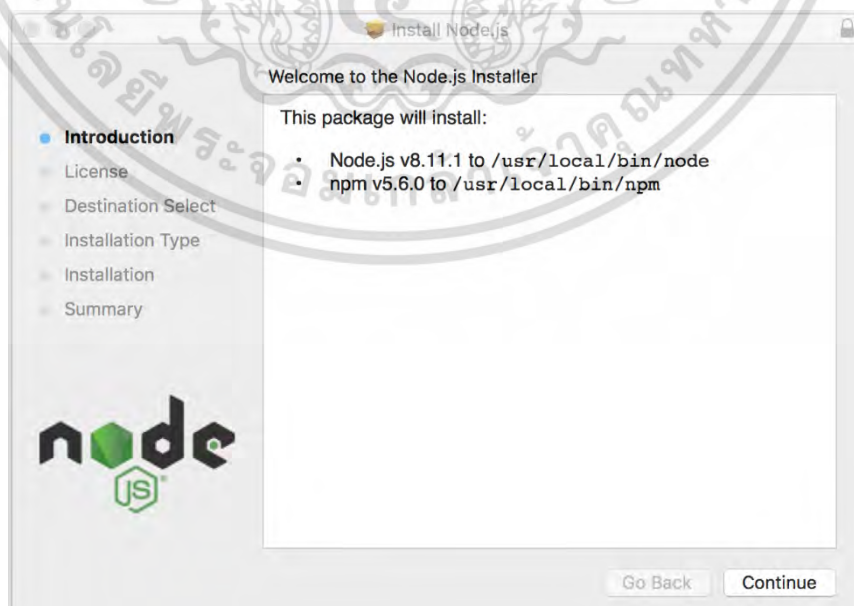 Install Node.js
Welcome to the Node.js Installer
Introduction
License
Destination Select
Installation Type
Installation
Summary
This package will install:
• Node.js v8.11.1 to /usr/local/bin/node
• npm v5.6.0 to /usr/local/bin/npm
node
JS
Go Back
Continue